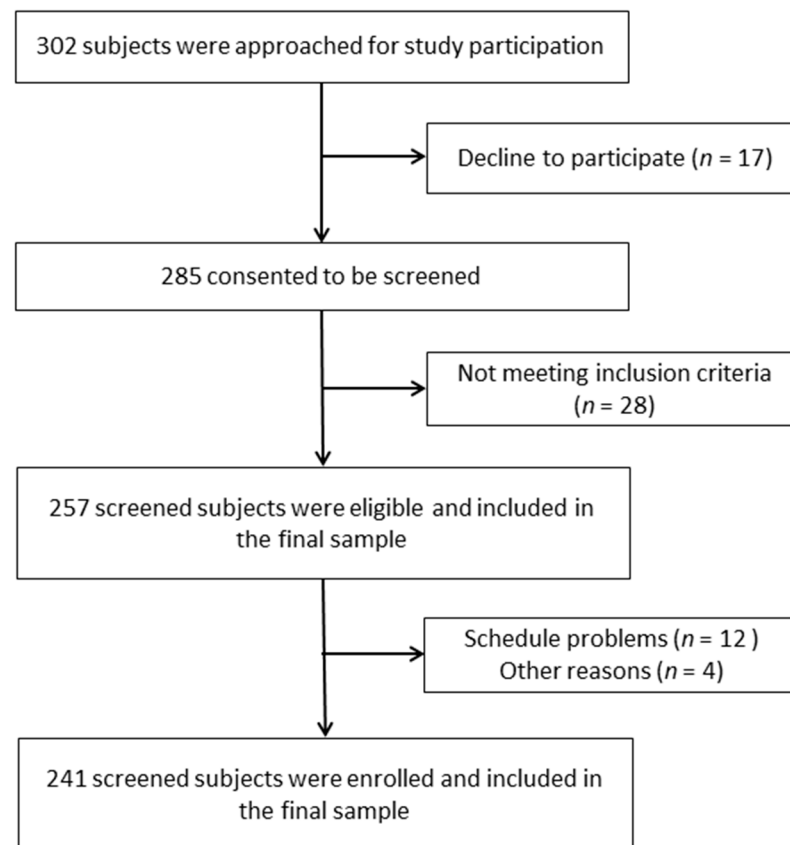 302 subjects were approached for study participation
Decline to participate (n = 17)
285 consented to be screened
Not meeting inclusion criteria
(n = 28)
257 screened subjects were eligible and included in
the final sample
Schedule problems (n = 12 )
Other reasons (n = 4)
241 screened subjects were enrolled and included in
the final sample